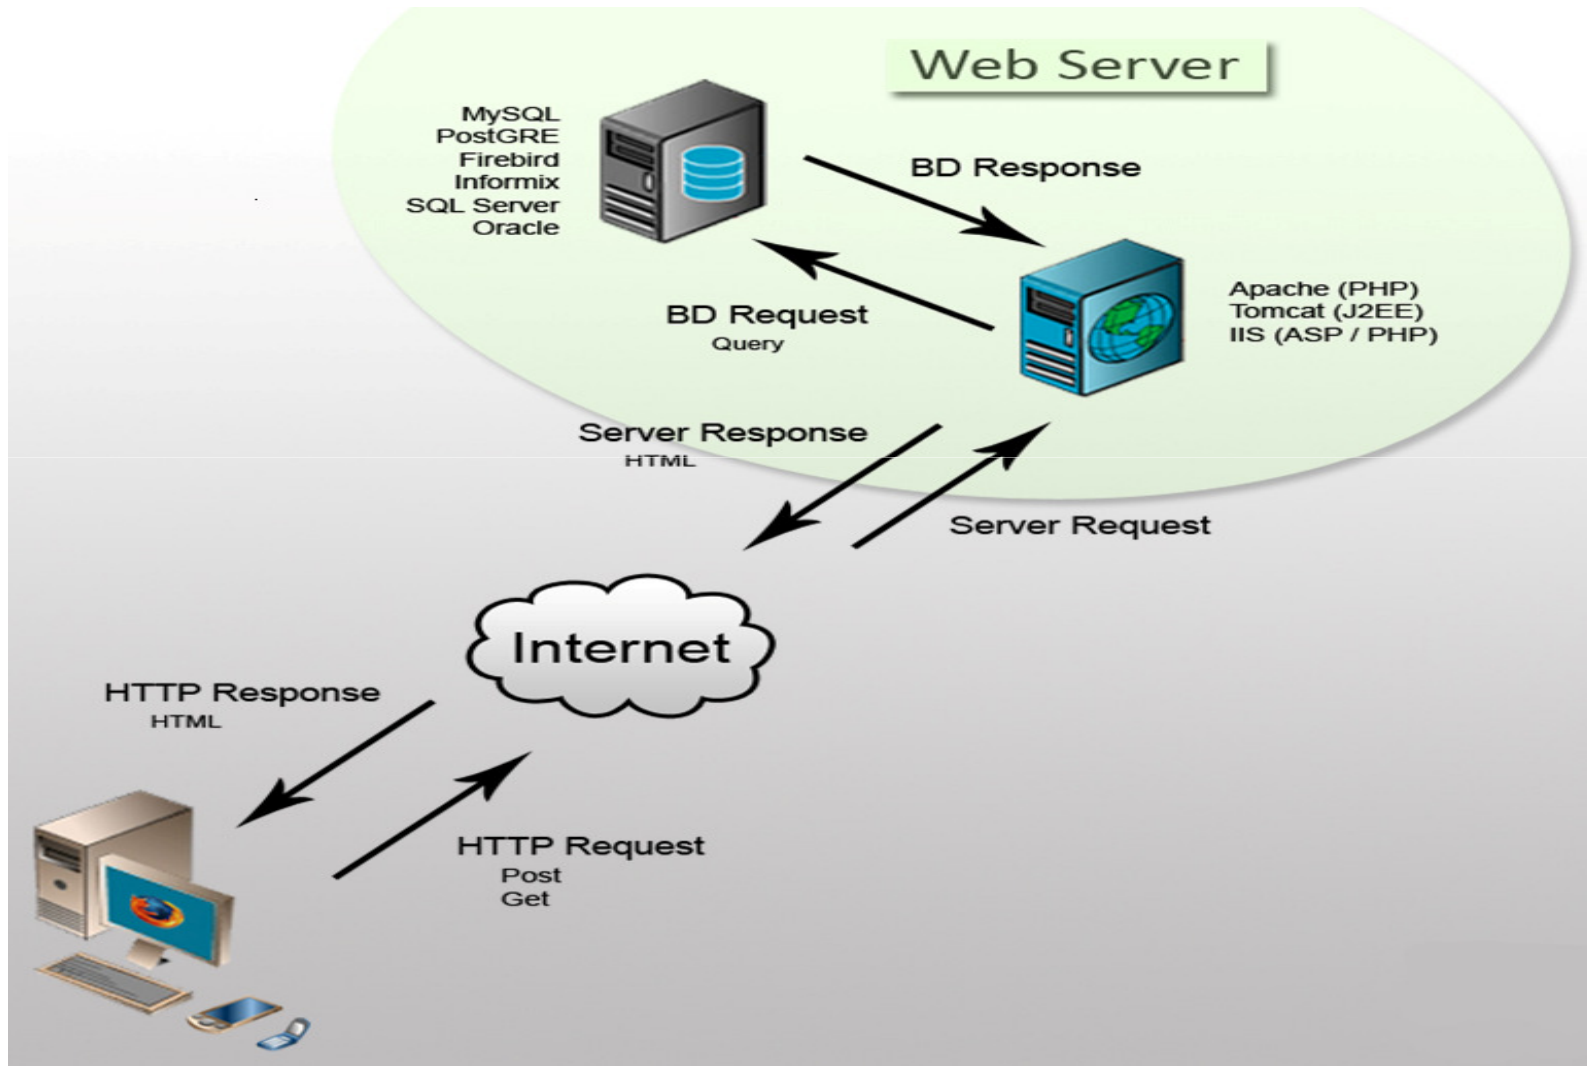 Web Server
MySQL
PostGRE
Firebird
Informix
SQL Server
Oracle
BD Response
BD Request
Query
Apache (PHP)
Tomcat (J2EE)
IIS (ASP / PHP)
Server Response
HTML
Server Request
Internet
HTTP Response
HTML
HTTP Request
Post
Get